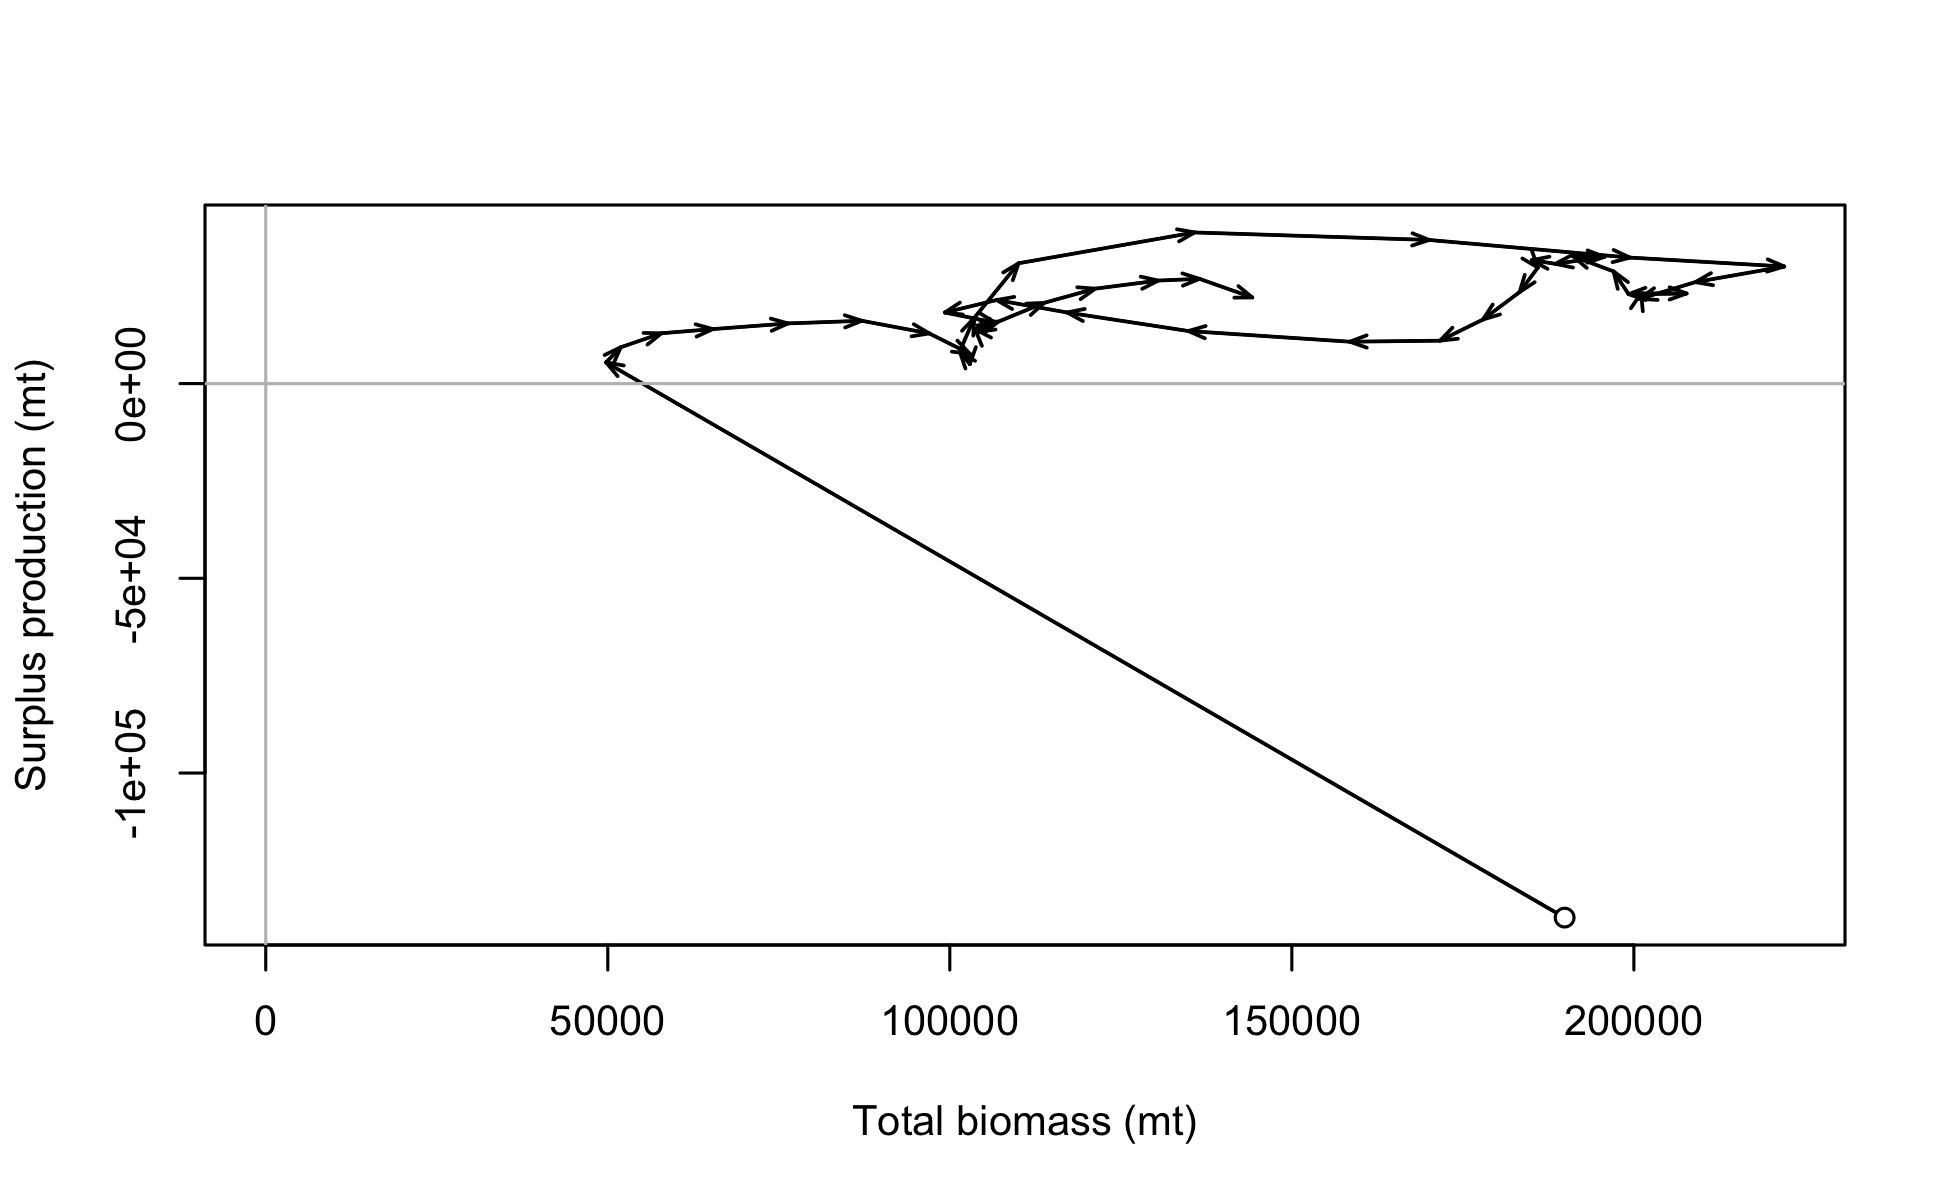 Surplus production (mt)
0e+00
-5e+04
-1e+05
0 50000 100000 150000 200000
Total biomass (mt)